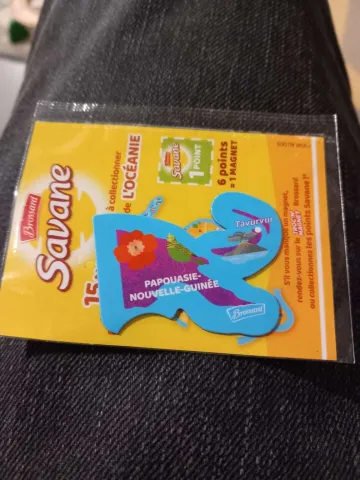 Brossard
Savane
15
à collectionner
de L'OCÉANIE
Brossard
Savane
1 POINT
6 points
= 1 MAGNET
Tavurvur
PAPOUASIE-
NOUVELLE-GUINÉE
Brossard
S'il vous manque un magnet,
rendez-vous sur le Brossard
ou collectionnez les points Savane !*